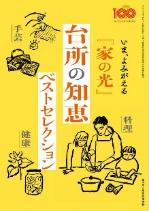 100
いま、よみがえる
『家の光』
台所の知恵
ベストセレクション
手芸
料理
健康